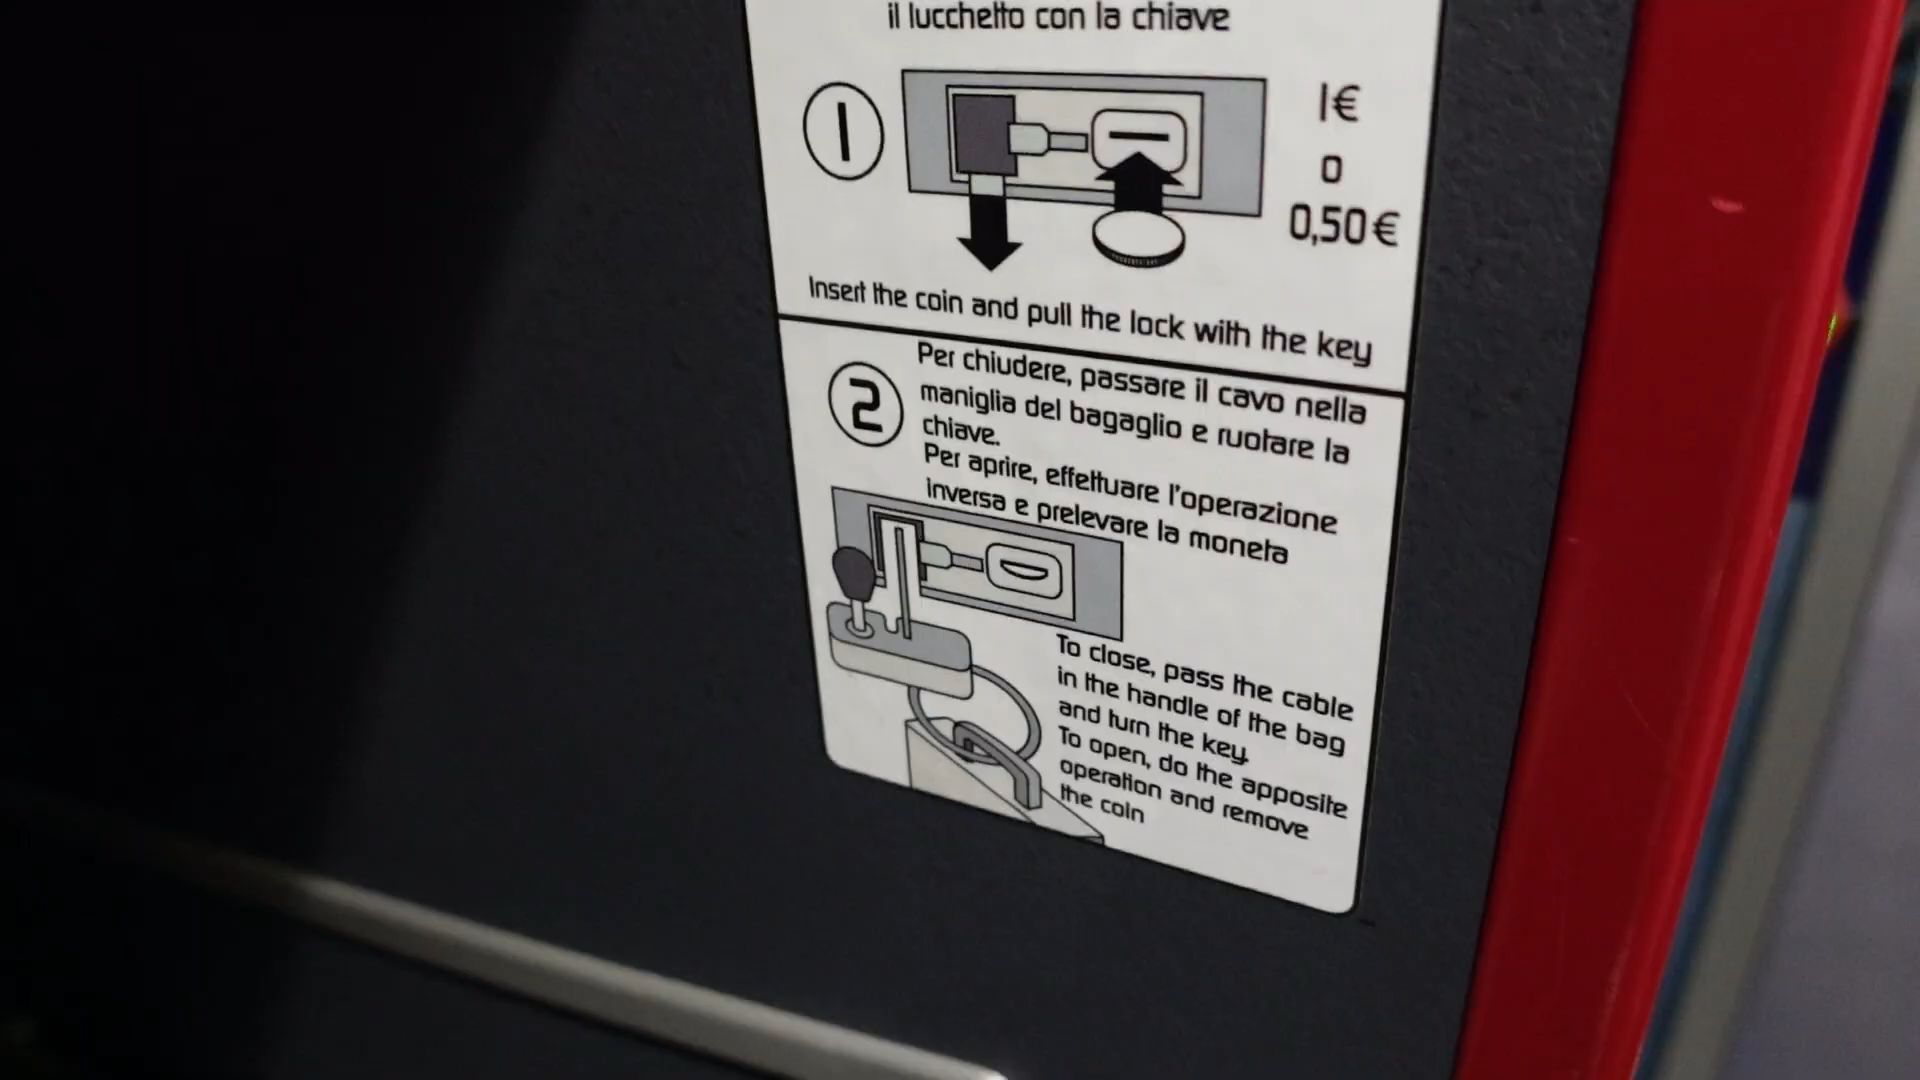 il lucchetto con la chiave
1
1€
o
0,50€
Insert the coin and pull the lock with the key
2
Per chiudere, passare il cavo nella
maniglia del bagaglio e ruotare la
chiave.
Per aprire, effettuare l'operazione
inversa e prelevare la moneta
To close, pass the cable
in the handle of the bag
and turn the key.
To open, do the apposite
operation and remove
the coin